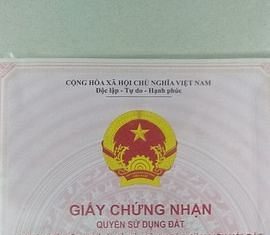 CỘNG HÒA XÃ HỘI CHỦ NGHĨA VIỆT NAM
Độc lập - Tự do - Hạnh phúc
GIẤY CHỨNG NHẬN
QUYỀN SỬ DỤNG ĐẤT